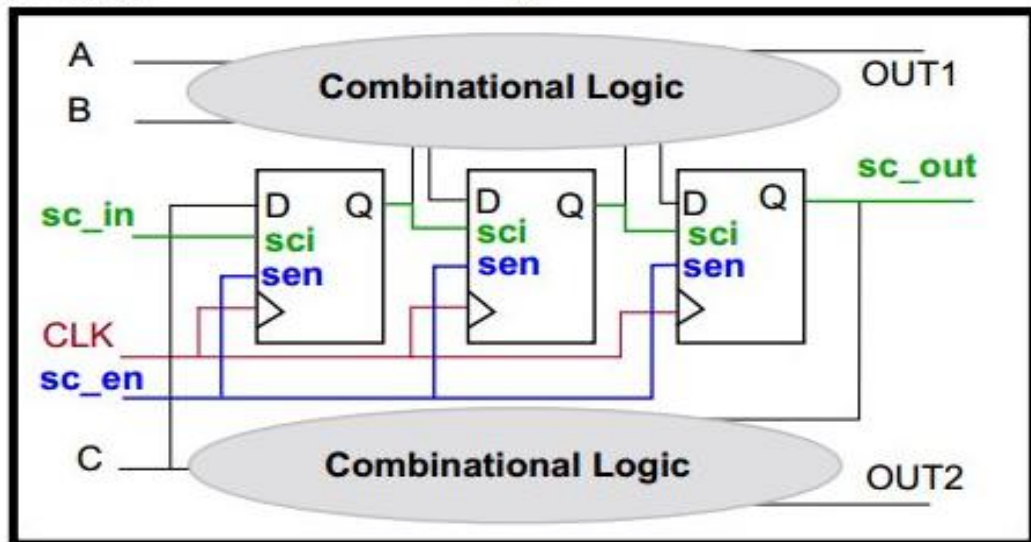 A
Combinational Logic
OUT1
B
sc_out
D Q
D Q
D Q
sc_in
sci
sci
sci
sen
sen
sen
CLK
sc_en
C
Combinational Logic
OUT2